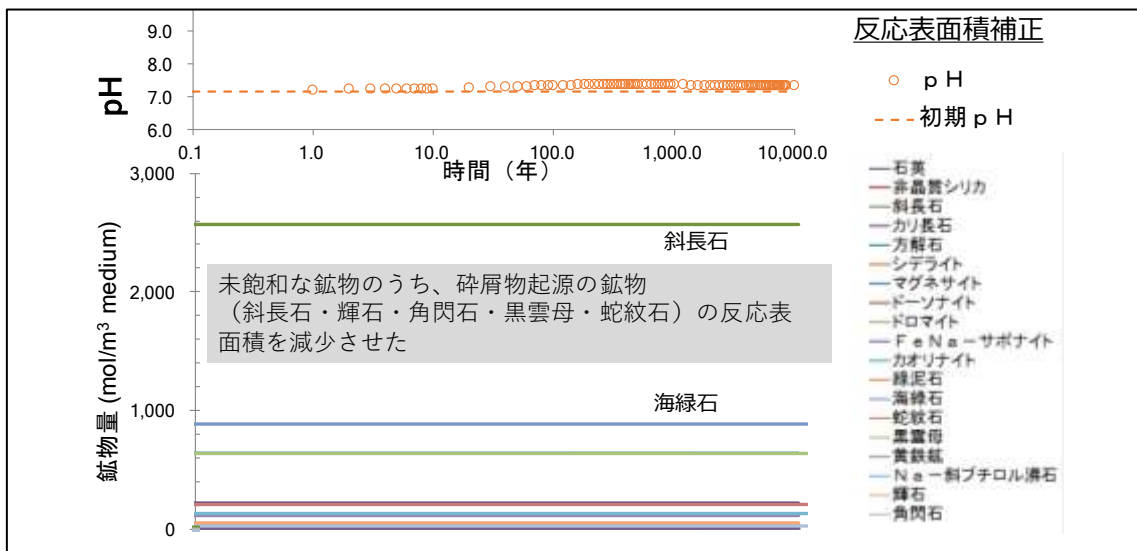 反応表面積補正
9.0
8.0
7.0
6.0
pH
ｐＨ
初期ｐＨ
0.1
1.0
10.0
100.0
1,000.0
10,000.0
時間（年）
3,000
2,000
1,000
0
鉱物量 (mol/m³ medium)
斜長石
未飽和な鉱物のうち、砕屑物起源の鉱物
（斜長石・輝石・角閃石・黒雲母・蛇紋石）の反応表
面積を減少させた
海緑石
石英
非晶質シリカ
斜長石
カリ長石
方解石
シデライト
マグネサイト
ドーソナイト
ドロマイト
ＦｅＮａ－サポナイト
カオリナイト
緑泥石
海緑石
蛇紋石
黒雲母
黄鉄鉱
Ｎａ－斜プチロル沸石
輝石
角閃石